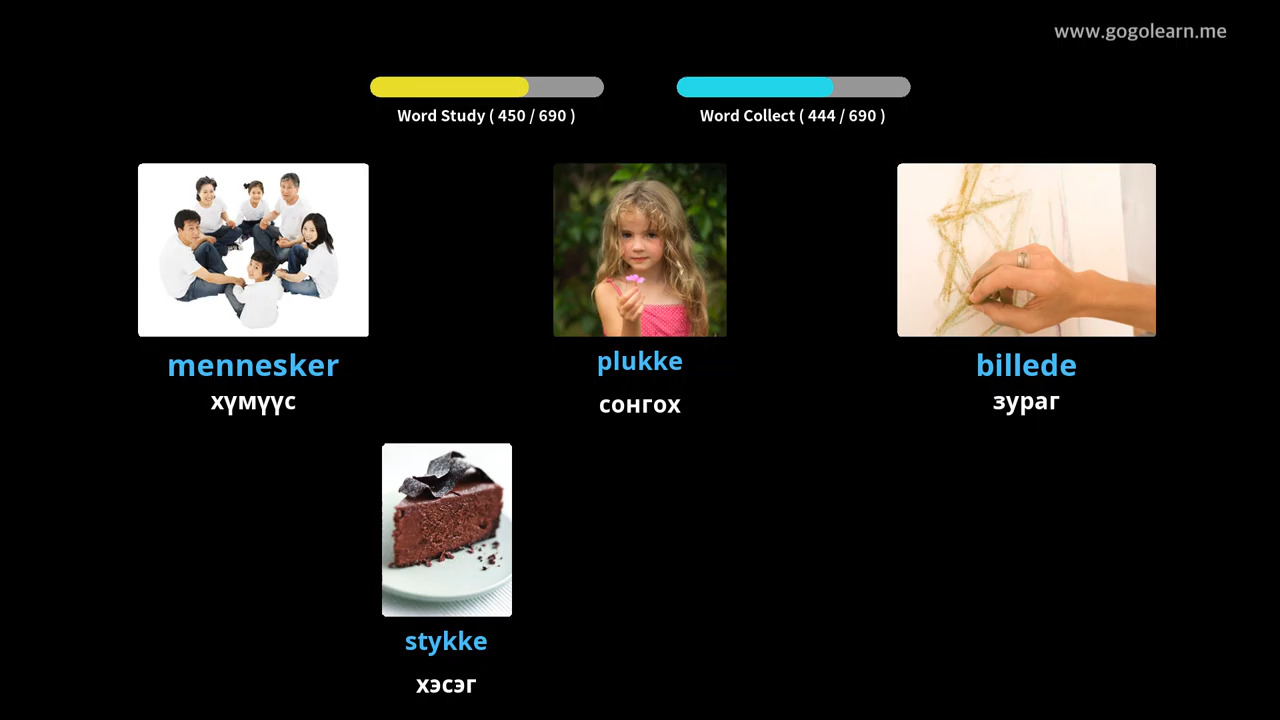 www.gogolearn.me
Word Study ( 450 / 690 )
Word Collect ( 444 / 690 )
mennesker
хүмүүс
plukke
сонгох
billede
зураг
stykke
хэсэг